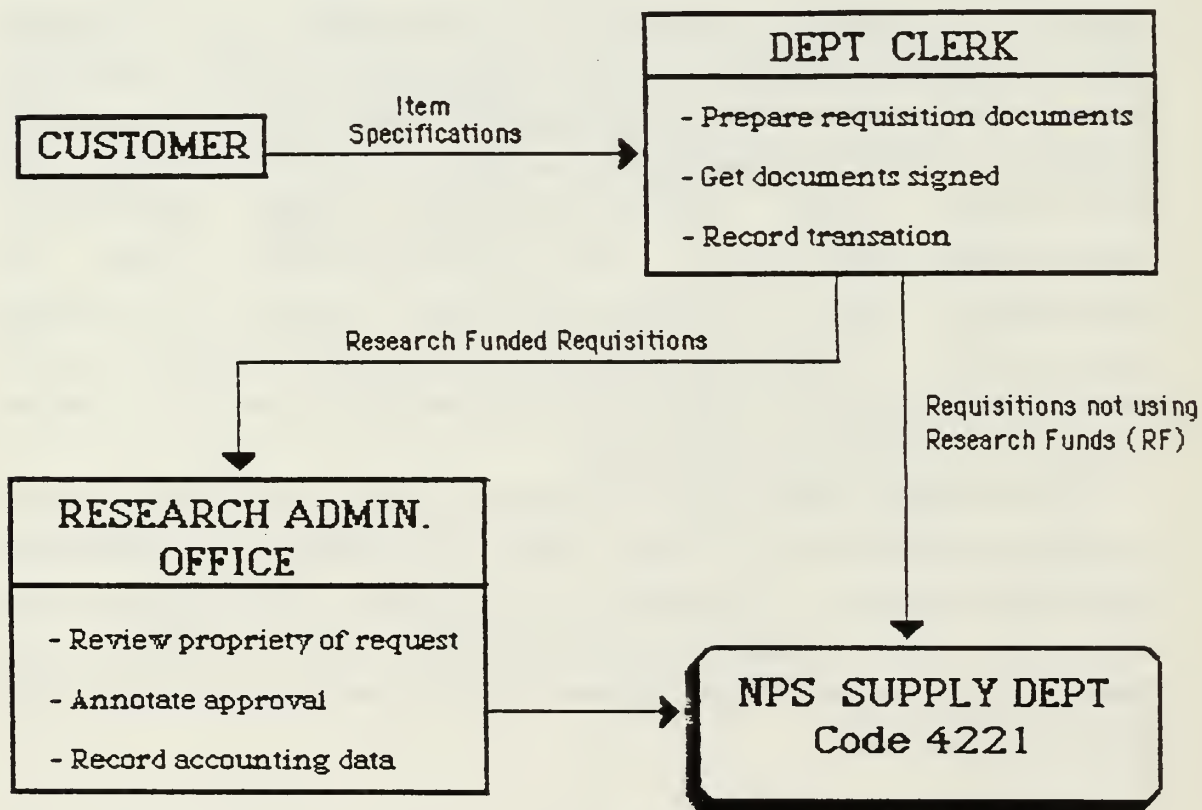 DEPT CLERK
- Prepare requisition documents
- Get documents signed
- Record transation
CUSTOMER
Item
Specifications
Research Funded Requisitions
Requisitions not using
Research Funds (RF)
RESEARCH ADMIN.
OFFICE
- Review propriety of request
- Annotate approval
- Record accounting data
NPS SUPPLY DEPT
Code 4221